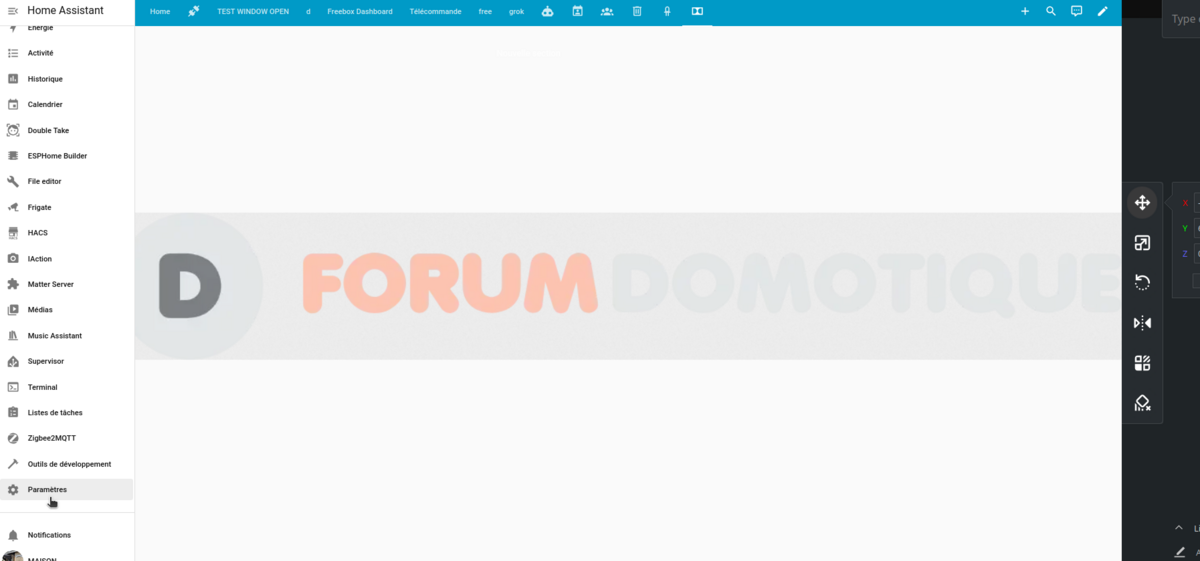 Home Assistant
Home
TEST WINDOW OPEN
d
Freebox Dashboard
Télécommande
free
grok
Type
Énergie
Activité
Historique
Calendrier
Double Take
ESPHome Builder
File editor
Frigate
HACS
IAction
Matter Server
Médias
Music Assistant
Supervisor
Terminal
Listes de tâches
Zigbee2MQTT
Outils de développement
Paramètres
Notifications
MAISON
D FORUM DOMOTIQUE
X
Y
Z